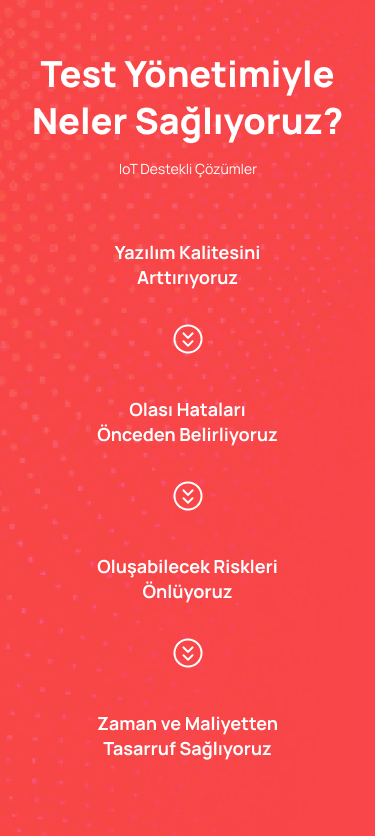 Test Yönetimiyle
Neler Sağlıyoruz?
IoT Destekli Çözümler
Yazılım Kalitesini
Arttırıyoruz
Olası Hataları
Önceden Belirliyoruz
Oluşabilecek Riskleri
Önlüyoruz
Zaman ve Maliyetten
Tasarruf Sağlıyoruz